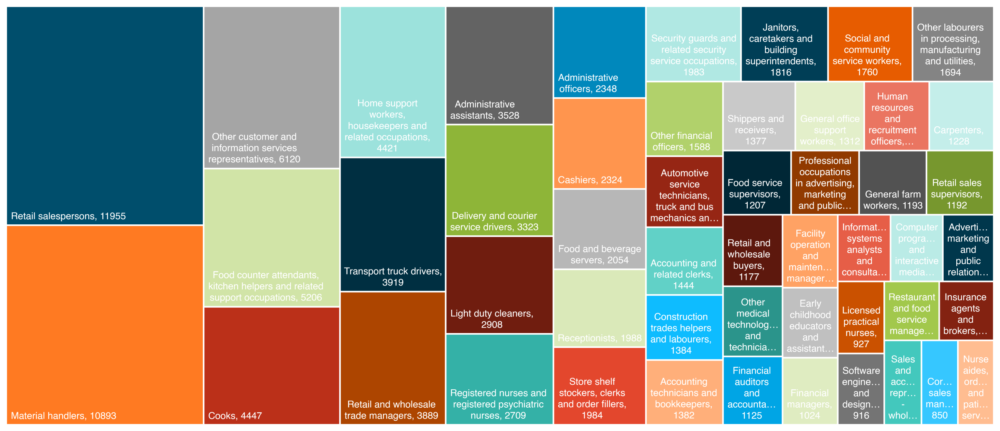 Retail salespersons, 11955
Material handlers, 10893
Other customer and
information services
representatives, 6120
Food counter attendants,
kitchen helpers and related
support occupations, 5206
Cooks, 4447
Home support
workers,
housekeepers and
related occupations,
4421
Transport truck drivers,
3919
Retail and wholesale
trade managers, 3889
Administrative
assistants, 3528
Delivery and courier
service drivers, 3323
Light duty cleaners,
2908
Registered nurses and
registered psychiatric
nurses, 2709
Administrative
officers, 2348
Cashiers, 2324
Food and beverage
servers, 2054
Receptionists, 1988
Store shelf
stockers, clerks
and order fillers,
1984
Security guards and
related security
service occupations,
1983
Janitors,
caretakers and
building
superintendents,
1816
Social and
community
service workers,
1760
Other labourers
in processing,
manufacturing
and utilities,
1694
Other financial
officers, 1588
Automotive
service
technicians,
truck and bus
mechanics an…
Accounting and
related clerks,
1444
Construction
trades helpers
and labourers,
1384
Accounting
technicians and
bookkeepers,
1382
Shippers and
receivers,
1377
General office
support
workers, 1312
Human
resources
and
recruitment
officers,…
Carpenters,
1228
Food service
supervisors,
1207
Professional
occupations
in advertising,
marketing
and public…
General farm
workers, 1193
Retail sales
supervisors,
1192
Retail and
wholesale
buyers,
1177
Other
medical
technolog…
and
technicia…
Financial
auditors
and
accounta…
1125
Facility
operation
and
mainten…
manager…
Early
childhood
educators
and
assistant…
Financial
managers,
1024
Informat…
systems
analysts
and
consulta…
Computer
progra…
and
interactive
media…
Adverti…
marketing
and
public
relation…
Licensed
practical
nurses,
927
Software
engine…
and
design…
916
Restaurant
and food
service
manage…
Insurance
agents
and
brokers,…
Sales
and
acc…
repr…
-
whol…
Cor…
sales
man…
850
Nurse
aides,
ord…
and
pati…
serv…